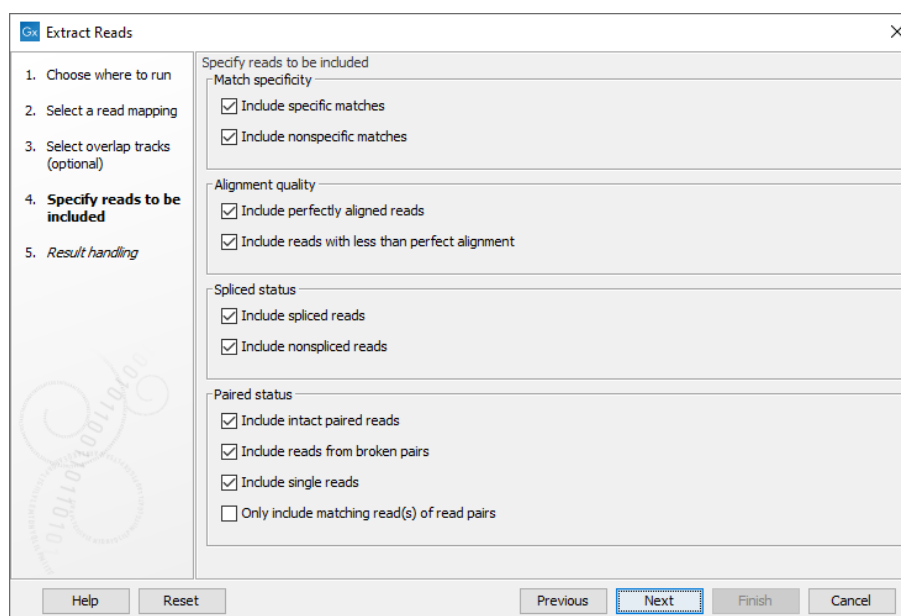 Gx Extract Reads
1. Choose where to run
2. Select a read mapping
3. Select overlap tracks
(optional)
4. Specify reads to be
included
5. Result handling
Specify reads to be included
Match specificity
Include specific matches
Include nonspecific matches
Alignment quality
Include perfectly aligned reads
Include reads with less than perfect alignment
Spliced status
Include spliced reads
Include nonspliced reads
Paired status
Include intact paired reads
Include reads from broken pairs
Include single reads
Only include matching read(s) of read pairs
Help Reset Previous Next Finish Cancel